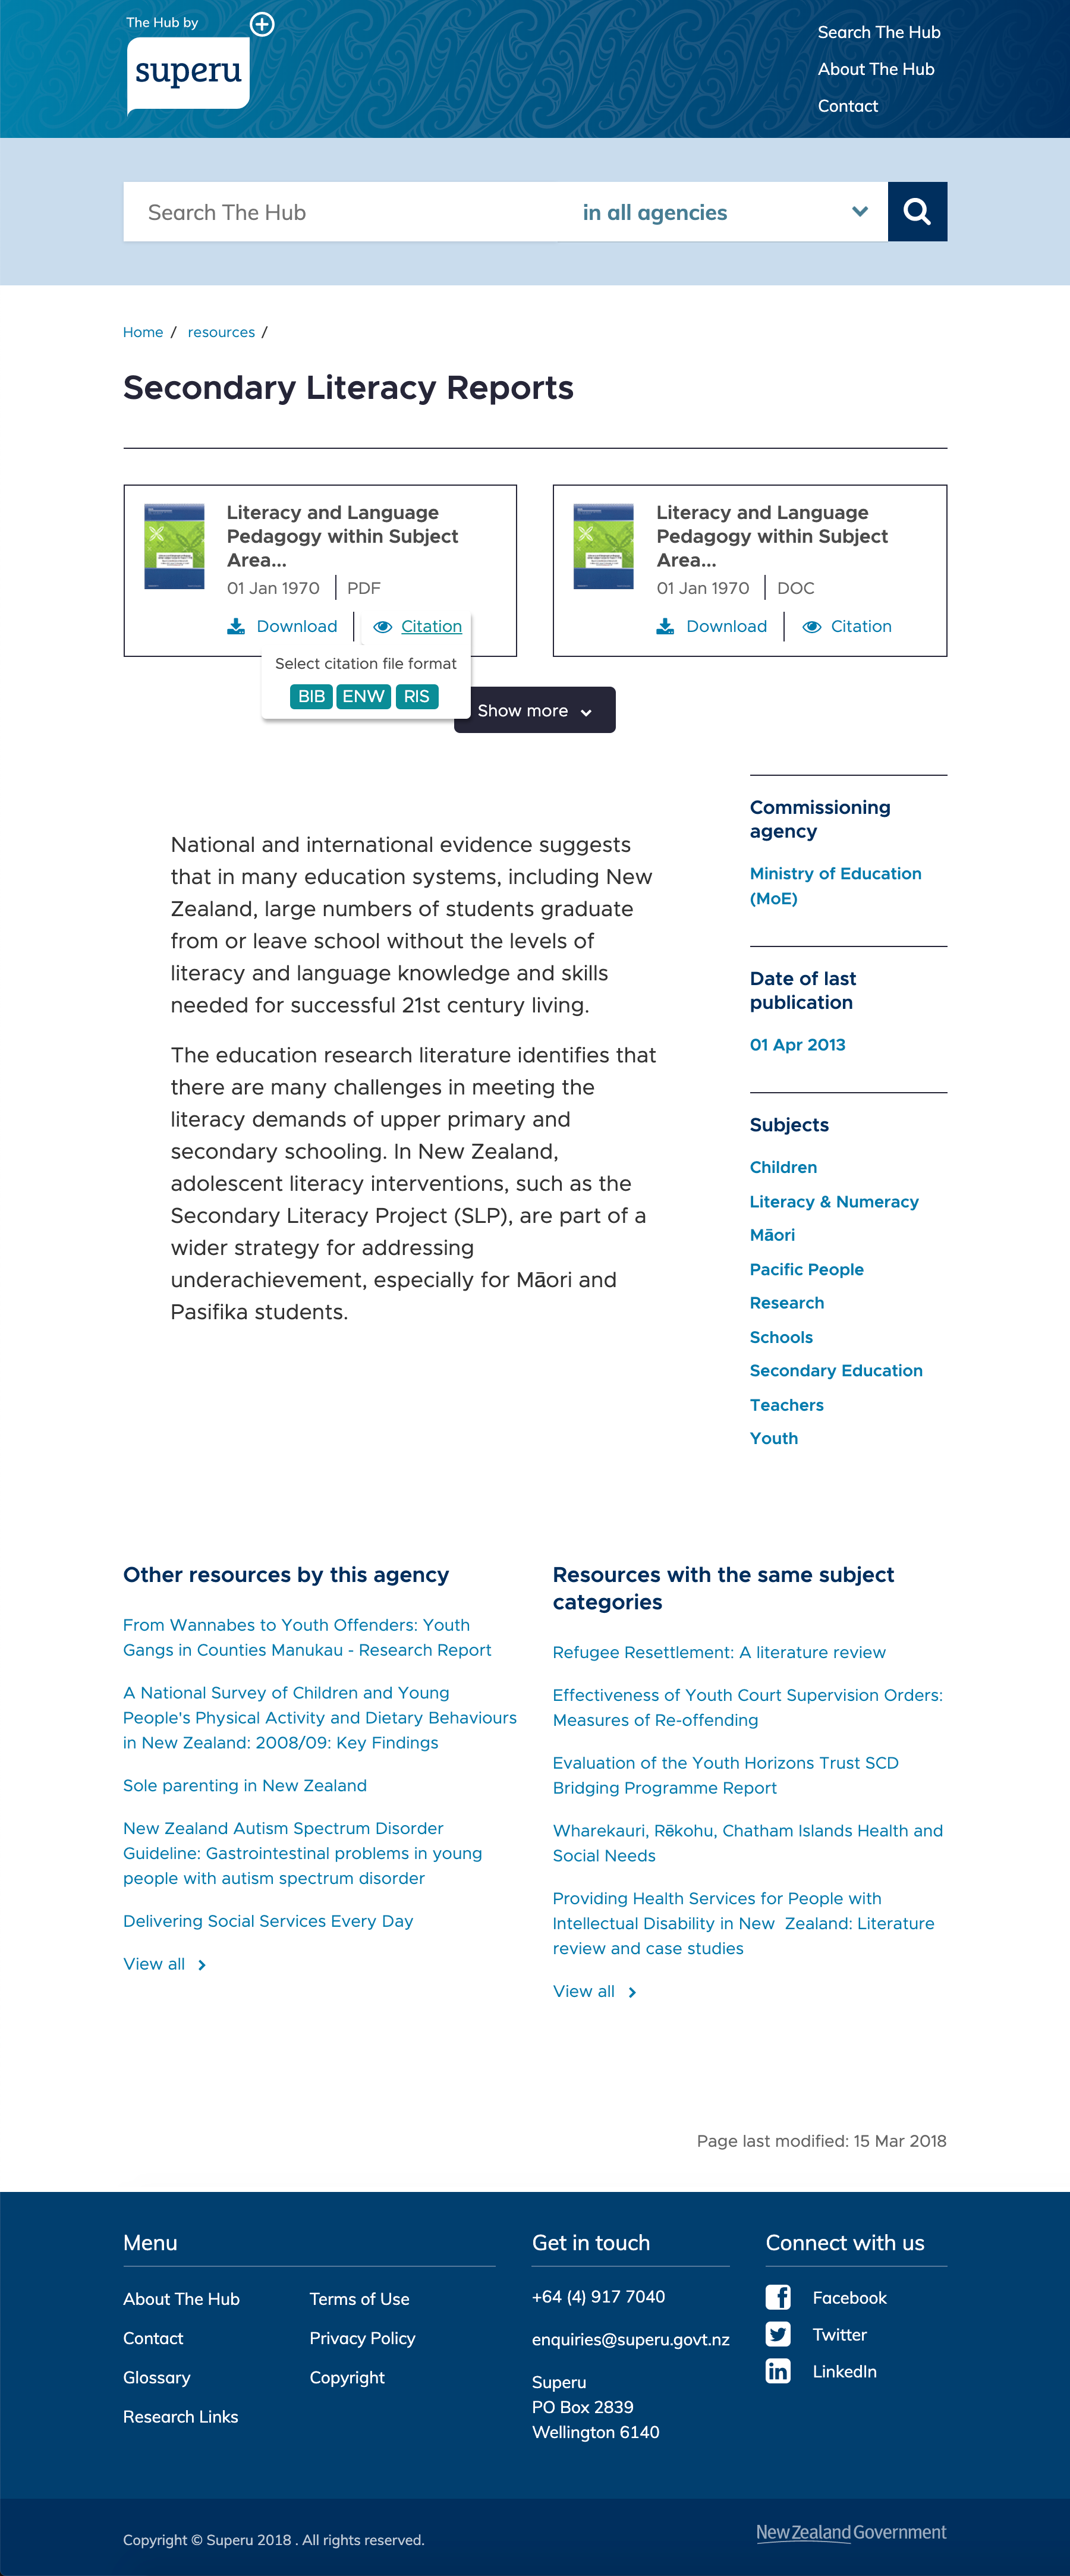 The Hub by
superu
Search The Hub
About The Hub
Contact
Search The Hub
in all agencies
Home / resources /
Secondary Literacy Reports
Literacy and Language
Pedagogy within Subject
Area...
01 Jan 1970 | PDF
Download | Citation
Select citation file format
BIB ENW RIS
Literacy and Language
Pedagogy within Subject
Area...
01 Jan 1970 | DOC
Download | Citation
Show more
National and international evidence suggests
that in many education systems, including New
Zealand, large numbers of students graduate
from or leave school without the levels of
literacy and language knowledge and skills
needed for successful 21st century living.
The education research literature identifies that
there are many challenges in meeting the
literacy demands of upper primary and
secondary schooling. In New Zealand,
adolescent literacy interventions, such as the
Secondary Literacy Project (SLP), are part of a
wider strategy for addressing
underachievement, especially for Māori and
Pasifika students.
Commissioning
agency
Ministry of Education
(MoE)
Date of last
publication
01 Apr 2013
Subjects
Children
Literacy & Numeracy
Māori
Pacific People
Research
Schools
Secondary Education
Teachers
Youth
Other resources by this agency
From Wannabes to Youth Offenders: Youth
Gangs in Counties Manukau - Research Report
A National Survey of Children and Young
People's Physical Activity and Dietary Behaviours
in New Zealand: 2008/09: Key Findings
Sole parenting in New Zealand
New Zealand Autism Spectrum Disorder
Guideline: Gastrointestinal problems in young
people with autism spectrum disorder
Delivering Social Services Every Day
View all
Resources with the same subject
categories
Refugee Resettlement: A literature review
Effectiveness of Youth Court Supervision Orders:
Measures of Re-offending
Evaluation of the Youth Horizons Trust SCD
Bridging Programme Report
Wharekauri, Rēkohu, Chatham Islands Health and
Social Needs
Providing Health Services for People with
Intellectual Disability in New Zealand: Literature
review and case studies
View all
Page last modified: 15 Mar 2018
Menu
About The Hub
Contact
Glossary
Research Links
Terms of Use
Privacy Policy
Copyright
Get in touch
+64 (4) 917 7040
enquiries@superu.govt.nz
Superu
PO Box 2839
Wellington 6140
Connect with us
Facebook
Twitter
LinkedIn
Copyright © Superu 2018 . All rights reserved.
New Zealand Government